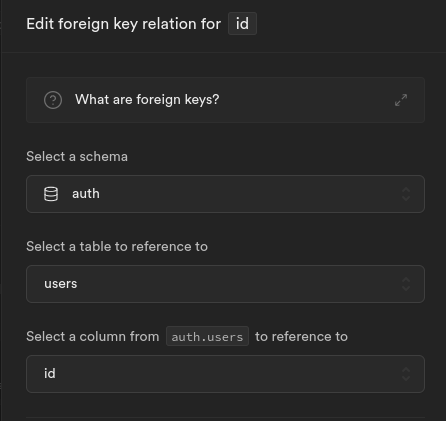 Edit foreign key relation for id
What are foreign keys?
Select a schema
auth
Select a table to reference to
users
Select a column from auth.users to reference to
id